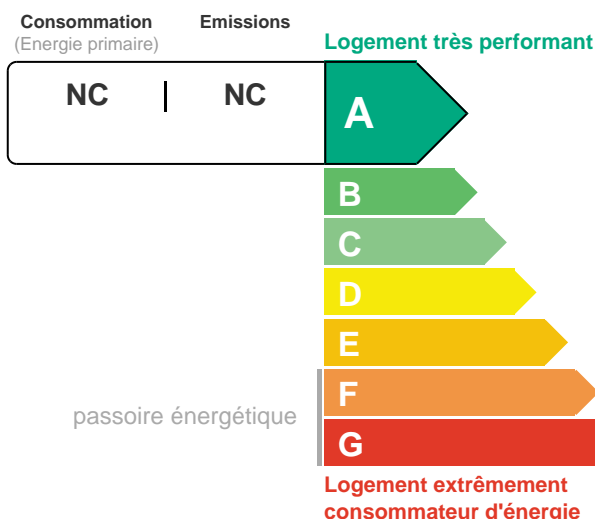 Consommation
(Energie primaire)
Emissions
Logement très performant
NC | NC
A
B
C
D
E
F
passoire énergétique
G
Logement extrêmement
consommateur d'énergie